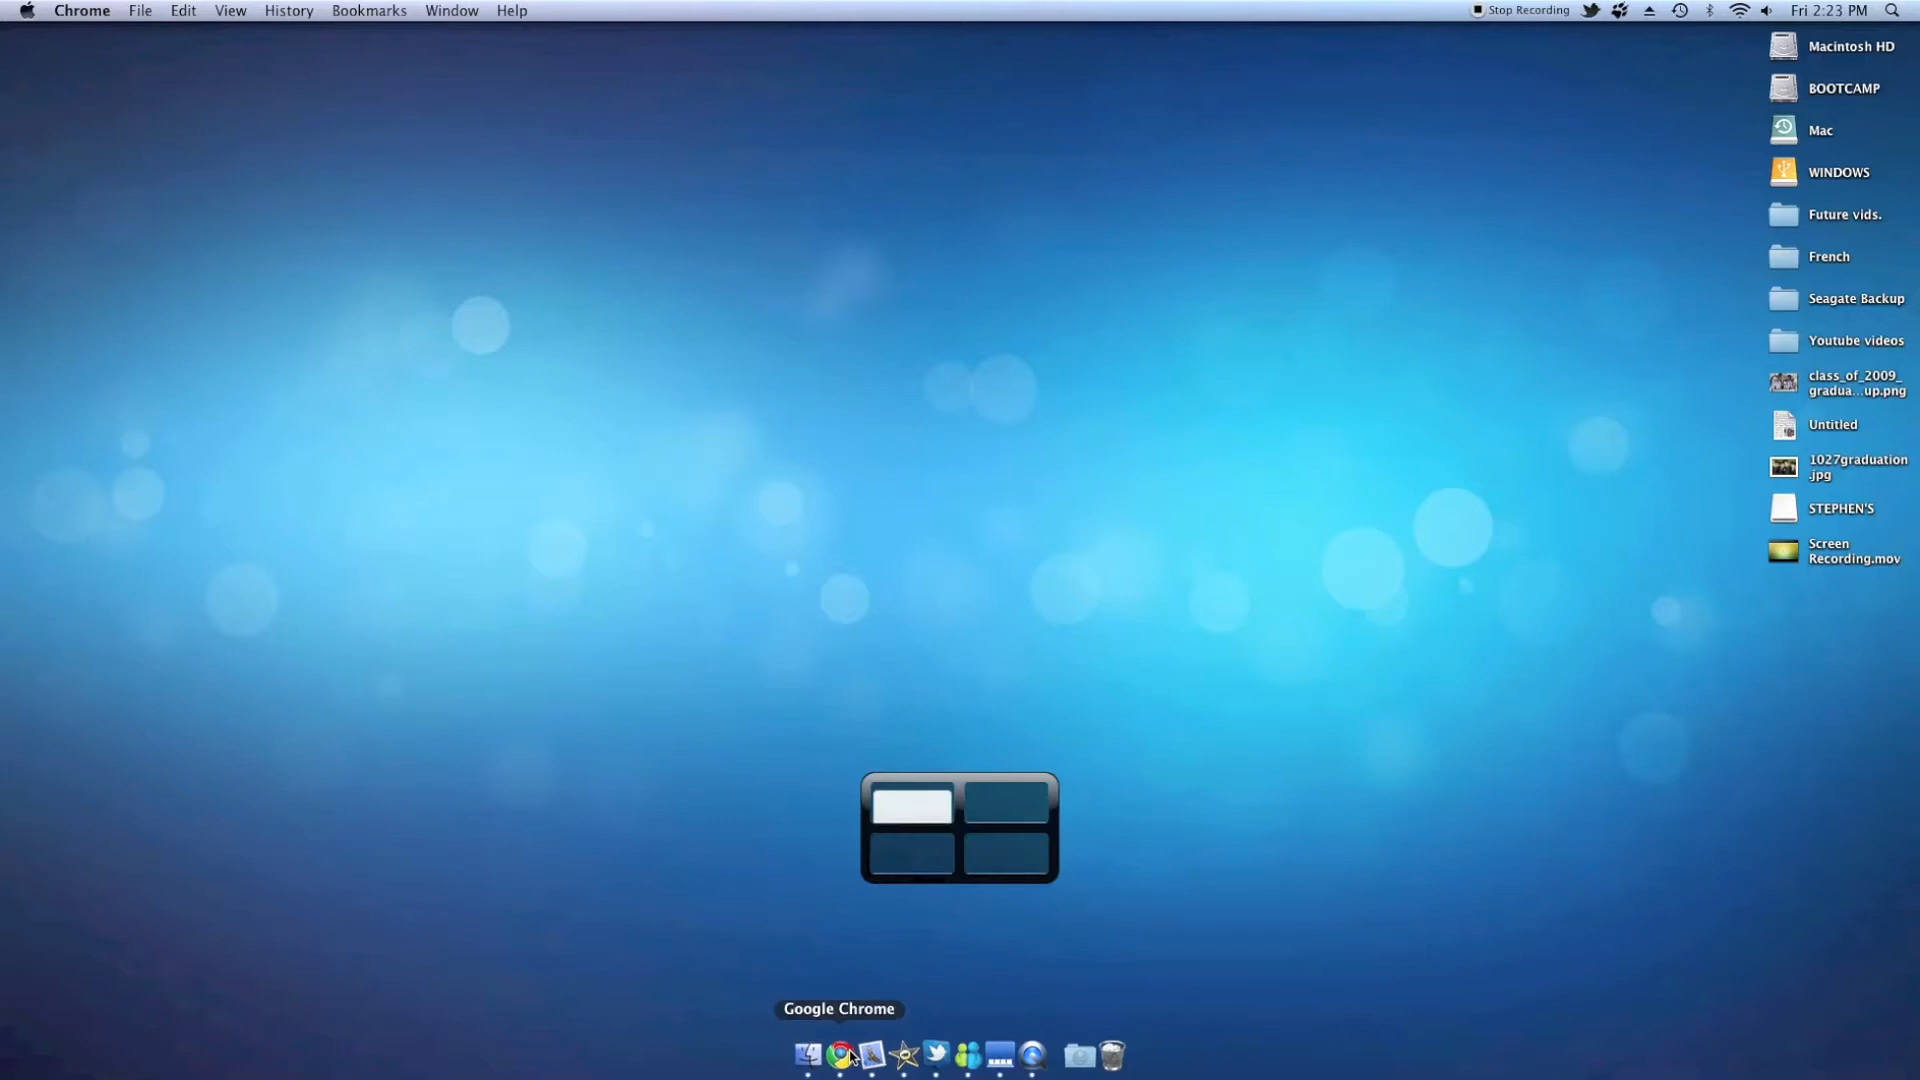 Chrome File Edit View History Bookmarks Window Help Stop Recording Fri 2:23 PM
Macintosh HD
BOOTCAMP
Mac
WINDOWS
Future vids.
French
Seagate Backup
Youtube videos
class_of_2009_
gradua...up.png
Untitled
1027graduation
.jpg
STEPHEN'S
Screen
Recording.mov
Google Chrome